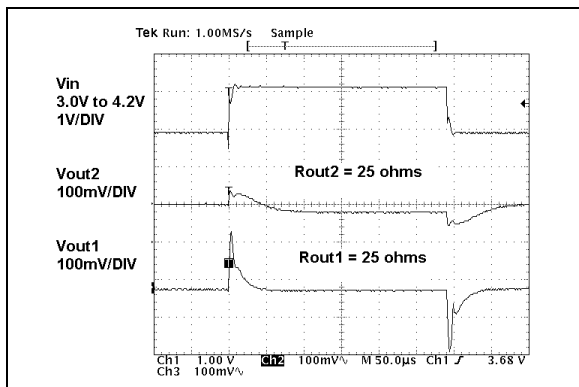 Tek Run: 1.00MS/s Sample
Vin
3.0V to 4.2V
1V/DIV
Vout2
100mV/DIV
Rout2 = 25 ohms
Vout1
100mV/DIV
Rout1 = 25 ohms
Ch1 1.00 V Ch2 100mV∿ M 50.0µs Ch1 ƒ 3.68 V
Ch3 100mV∿